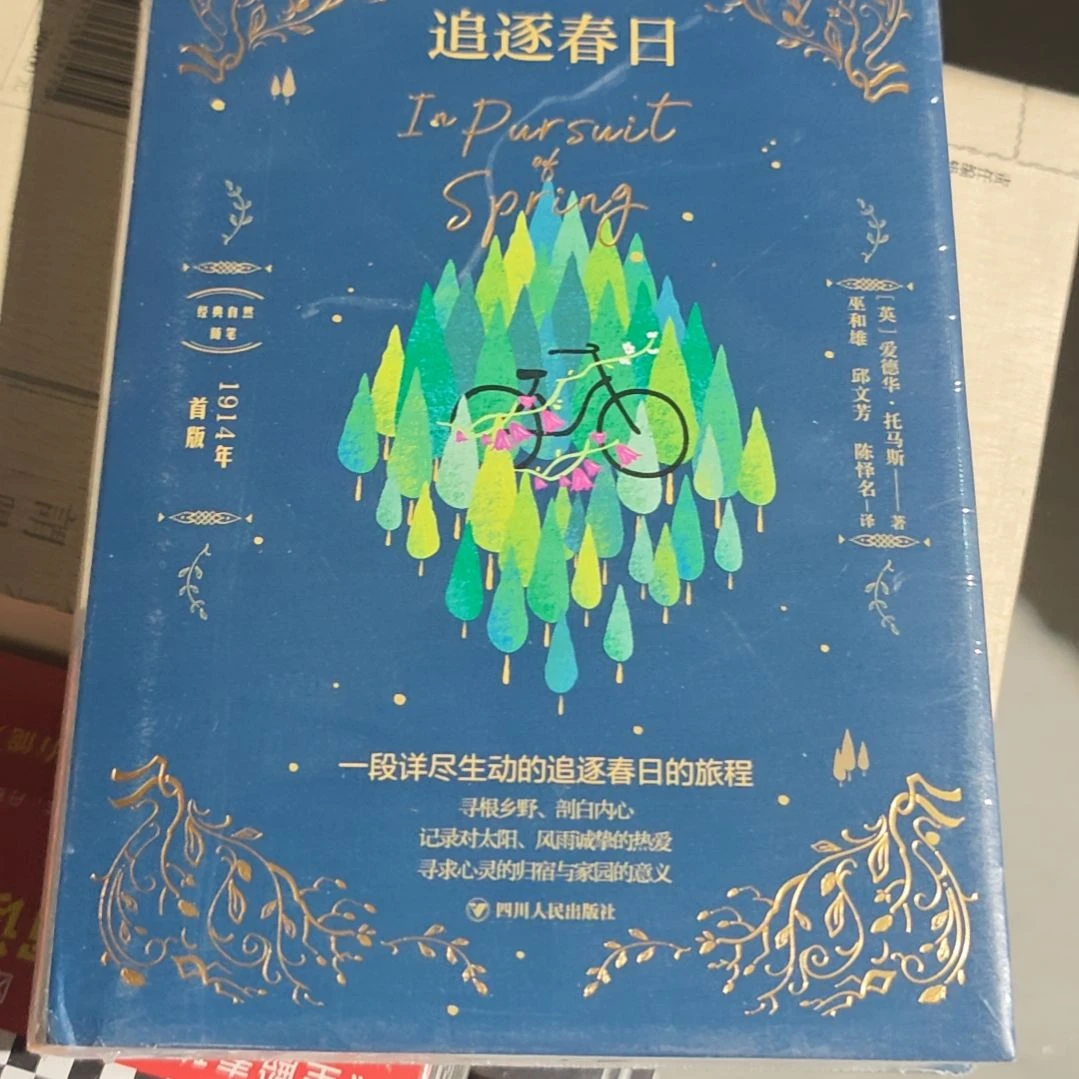 追逐春日
In Pursuit
of
Spring
经典自然
随笔
1914年
首版
[英]爱德华·托马斯——著
巫和雄 邱文芳 陈怿名—译
一段详尽生动的追逐春日的旅程
寻根乡野、剖白内心
记录对太阳、风雨诚挚的热爱
寻求心灵的归宿与家园的意义
四川人民出版社